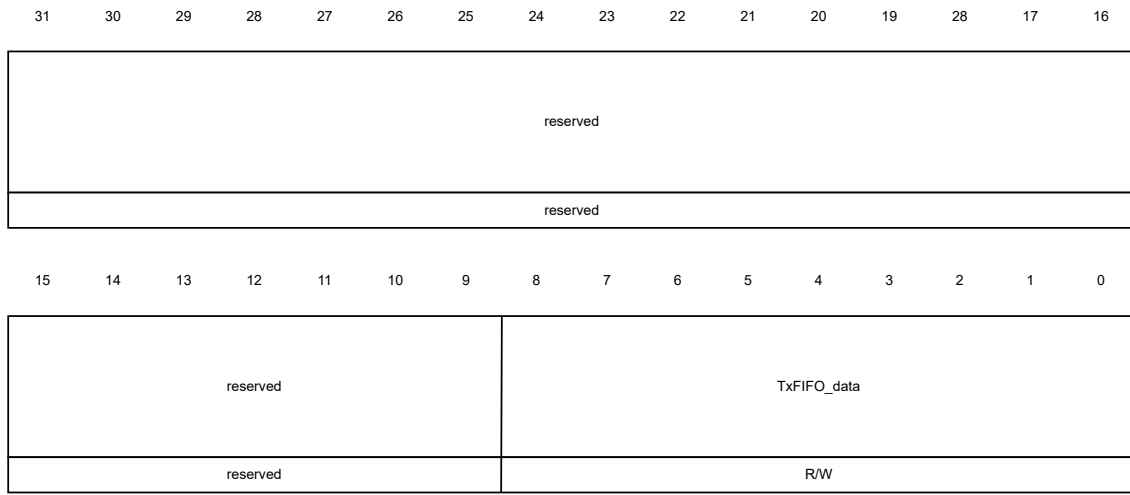 31 30 29 28 27 26 25 24 23 22 21 20 19 28 17 16
reserved
reserved
15 14 13 12 11 10 9 8 7 6 5 4 3 2 1 0
reserved TxFIFO_data
reserved R/W